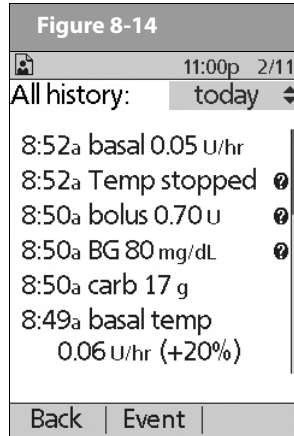 Figure 8-14
11:00p 2/11
All history: today
8:52a basal 0.05 U/hr
8:52a Temp stopped ?
8:50a bolus 0.70 U ?
8:50a BG 80 mg/dL ?
8:50a carb 17 g
8:49a basal temp
0.06 U/hr (+20%)
Back | Event |